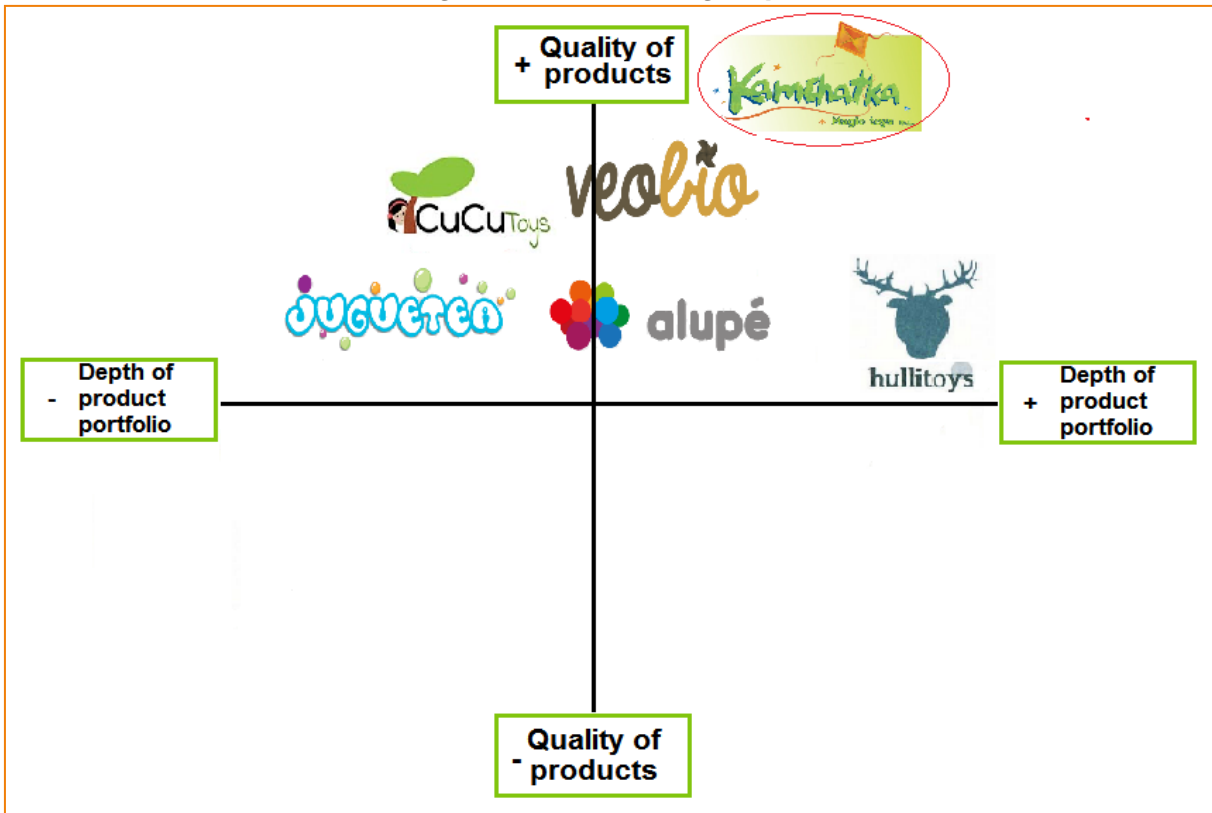 + Quality of
products
Kamchatka
CuCuToys
veobio
JUGUETEA
alupé
hullitoys
- Depth of
product
portfolio
+ Depth of
product
portfolio
- Quality of
products